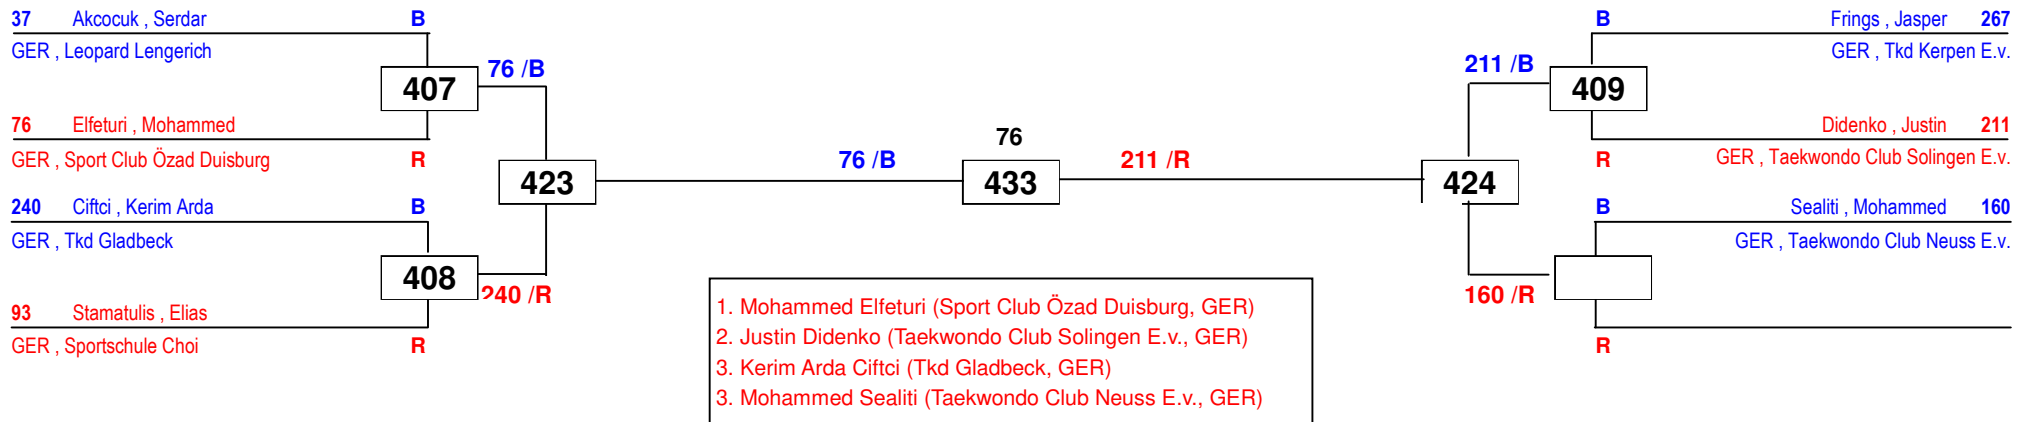 37 Akcocuk , Serdar B
GER , Leopard Lengerich
407
76 /B
76 Elfeturi , Mohammed
GER , Sport Club Özad Duisburg R
423
240 Ciftci , Kerim Arda B
GER , Tkd Gladbeck
408
240 /R
93 Stamatulis , Elias
GER , Sportschule Choi R
76 /B
76
433
211 /R
B Frings , Jasper 267
GER , Tkd Kerpen E.v.
211 /B
409
Didenko , Justin 211
R GER , Taekwondo Club Solingen E.v.
424
B Sealiti , Mohammed 160
GER , Taekwondo Club Neuss E.v.
160 /R
R
1. Mohammed Elfeturi (Sport Club Özad Duisburg, GER)
2. Justin Didenko (Taekwondo Club Solingen E.v., GER)
3. Kerim Arda Ciftci (Tkd Gladbeck, GER)
3. Mohammed Sealiti (Taekwondo Club Neuss E.v., GER)